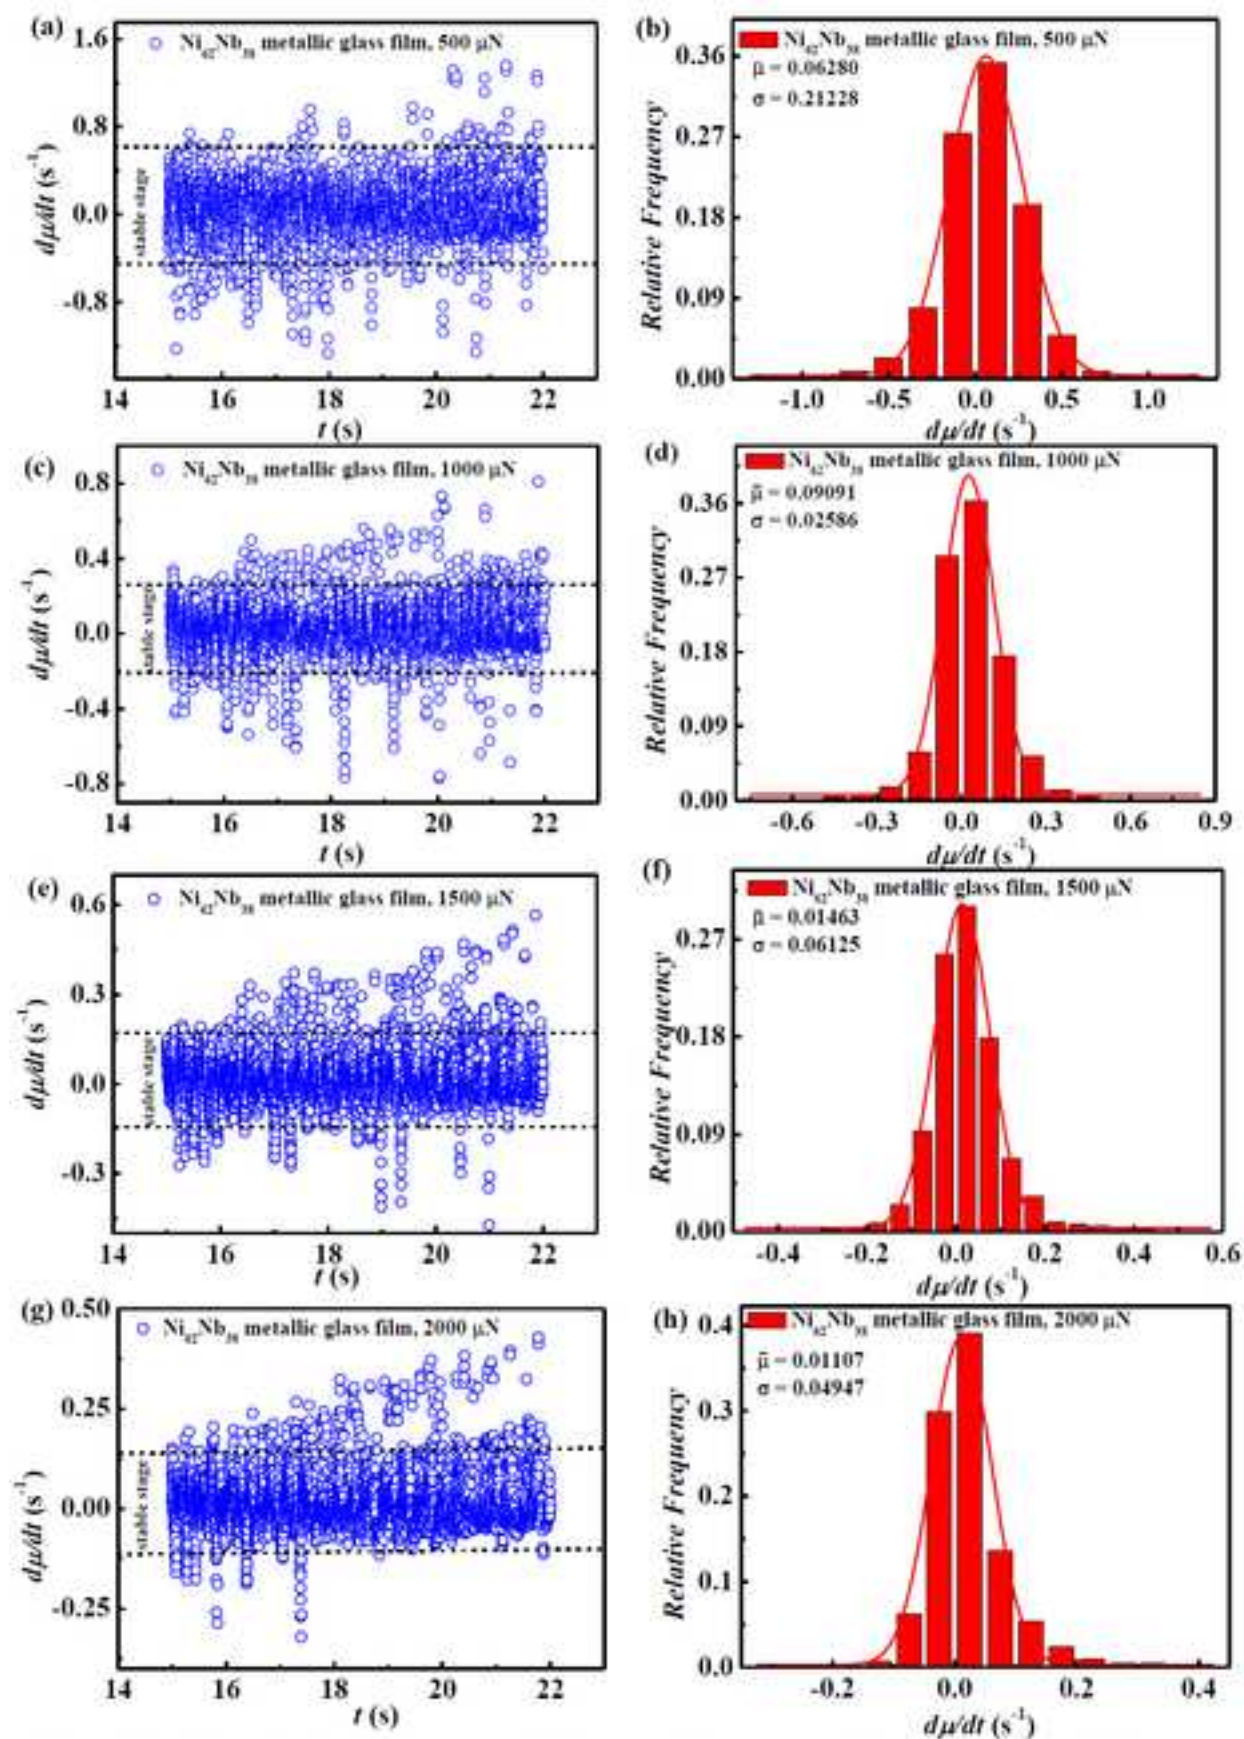 (a)
Ni₆₂Nb₃₈ metallic glass film, 500 μN
1.6
0.8
0.0
-0.8
dμ/dt (s⁻¹)
stable stage
14 16 18 20 22
t (s)
(b)
Ni₆₂Nb₃₈ metallic glass film, 500 μN
μ̄ = 0.06280
σ = 0.21228
0.36
0.27
0.18
0.09
0.00
Relative Frequency
-1.0 -0.5 0.0 0.5 1.0
dμ/dt (s⁻¹)
(c)
Ni₆₂Nb₃₈ metallic glass film, 1000 μN
0.8
0.4
0.0
-0.4
-0.8
dμ/dt (s⁻¹)
stable stage
14 16 18 20 22
t (s)
(d)
Ni₆₂Nb₃₈ metallic glass film, 1000 μN
μ̄ = 0.09091
σ = 0.02586
0.36
0.27
0.18
0.09
0.00
Relative Frequency
-0.6 -0.3 0.0 0.3 0.6 0.9
dμ/dt (s⁻¹)
(e)
Ni₆₂Nb₃₈ metallic glass film, 1500 μN
0.6
0.3
0.0
-0.3
dμ/dt (s⁻¹)
stable stage
14 16 18 20 22
t (s)
(f)
Ni₆₂Nb₃₈ metallic glass film, 1500 μN
μ̄ = 0.01463
σ = 0.06125
0.27
0.18
0.09
0.00
Relative Frequency
-0.4 -0.2 0.0 0.2 0.4 0.6
dμ/dt (s⁻¹)
(g)
Ni₆₂Nb₃₈ metallic glass film, 2000 μN
0.50
0.25
0.00
-0.25
dμ/dt (s⁻¹)
stable stage
14 16 18 20 22
t (s)
(h)
Ni₆₂Nb₃₈ metallic glass film, 2000 μN
μ̄ = 0.01107
σ = 0.04947
0.4
0.3
0.2
0.1
0.0
Relative Frequency
-0.2 0.0 0.2 0.4
dμ/dt (s⁻¹)